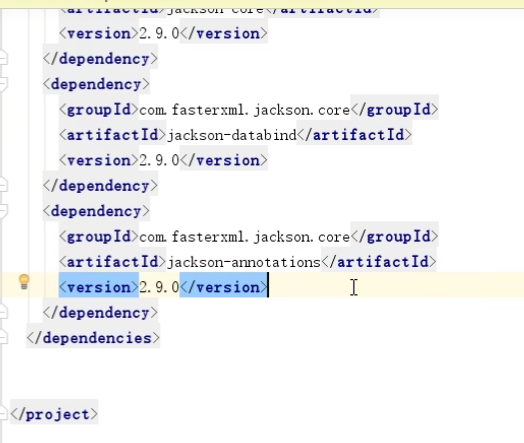 <artifactId>jackson-core</artifactId>
<version>2.9.0</version>
</dependency>
<dependency>
<groupId>com.fasterxml.jackson.core</groupId>
<artifactId>jackson-databind</artifactId>
<version>2.9.0</version>
</dependency>
<dependency>
<groupId>com.fasterxml.jackson.core</groupId>
<artifactId>jackson-annotations</artifactId>
<version>2.9.0</version>
</dependency>
</dependencies>
</project>